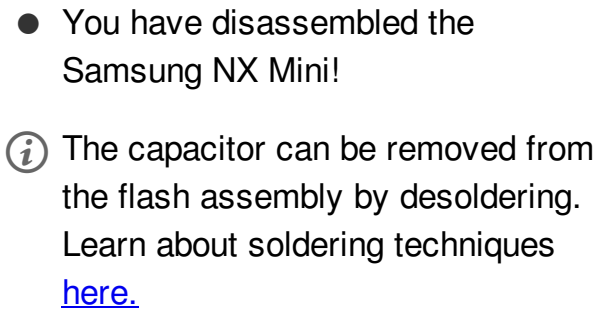 ● You have disassembled the
Samsung NX Mini!
i The capacitor can be removed from
the flash assembly by desoldering.
Learn about soldering techniques
here.